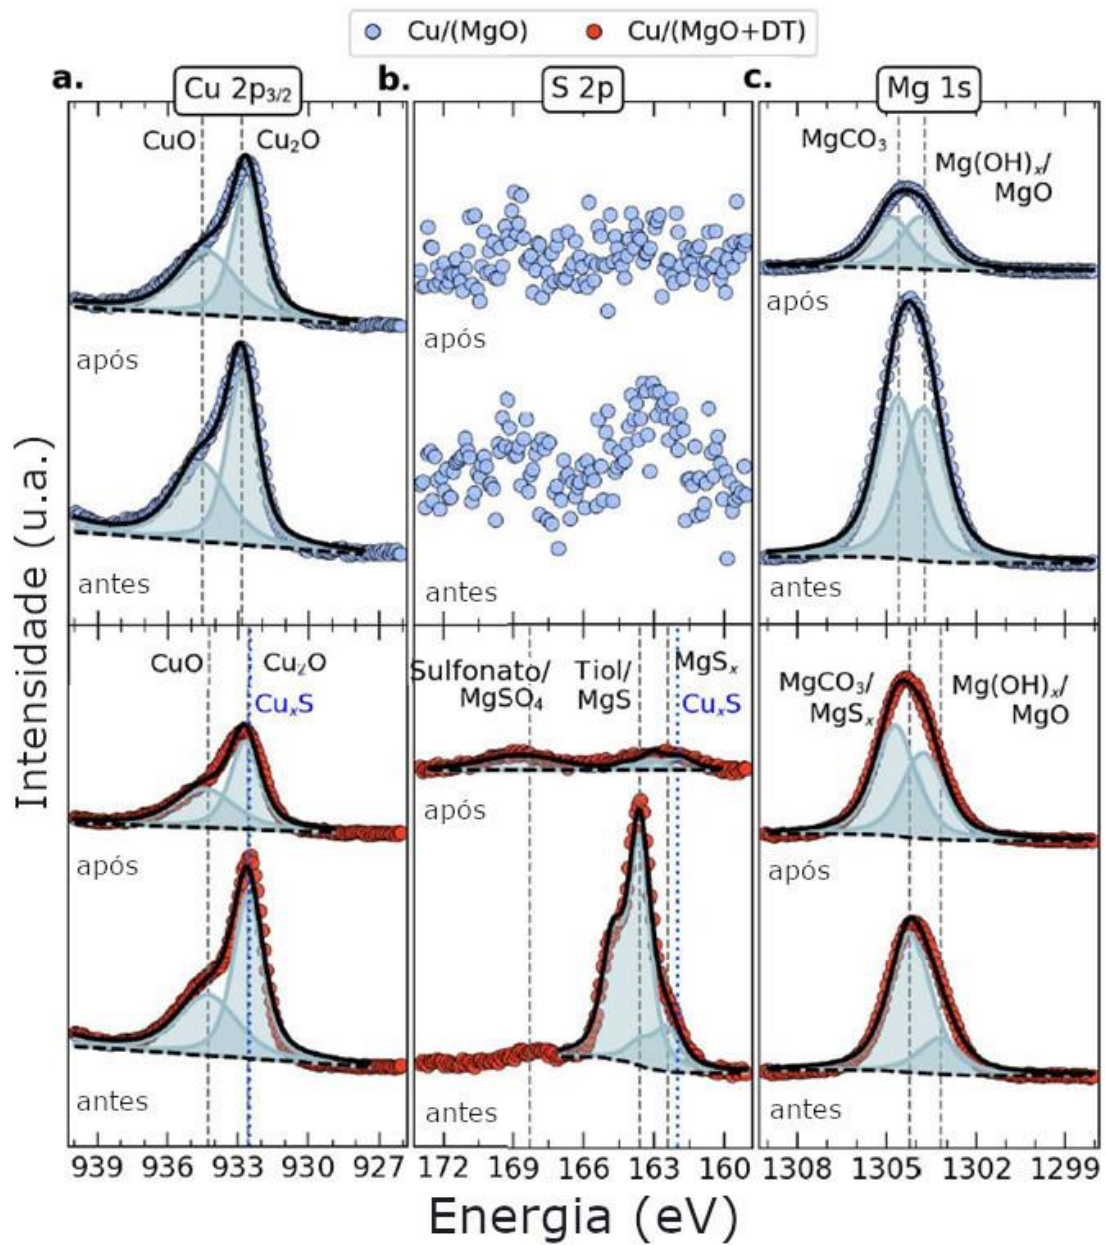 Cu/(MgO) Cu/(MgO+DT)
a. Cu 2p₃/₂ b. S 2p c. Mg 1s
CuO Cu₂O
após
antes
após
antes
MgCO₃
Mg(OH)ₓ/
MgO
após
antes
CuO Cu₂O
CuₓS
após
antes
Sulfonato/
MgSO₄
Tiol/
MgS
MgSₓ
CuₓS
após
antes
MgCO₃/
MgSₓ
Mg(OH)ₓ/
MgO
após
antes
939 936 933 930 927 172 169 166 163 160 1308 1305 1302 1299
Intensidade (u.a.)
Energia (eV)